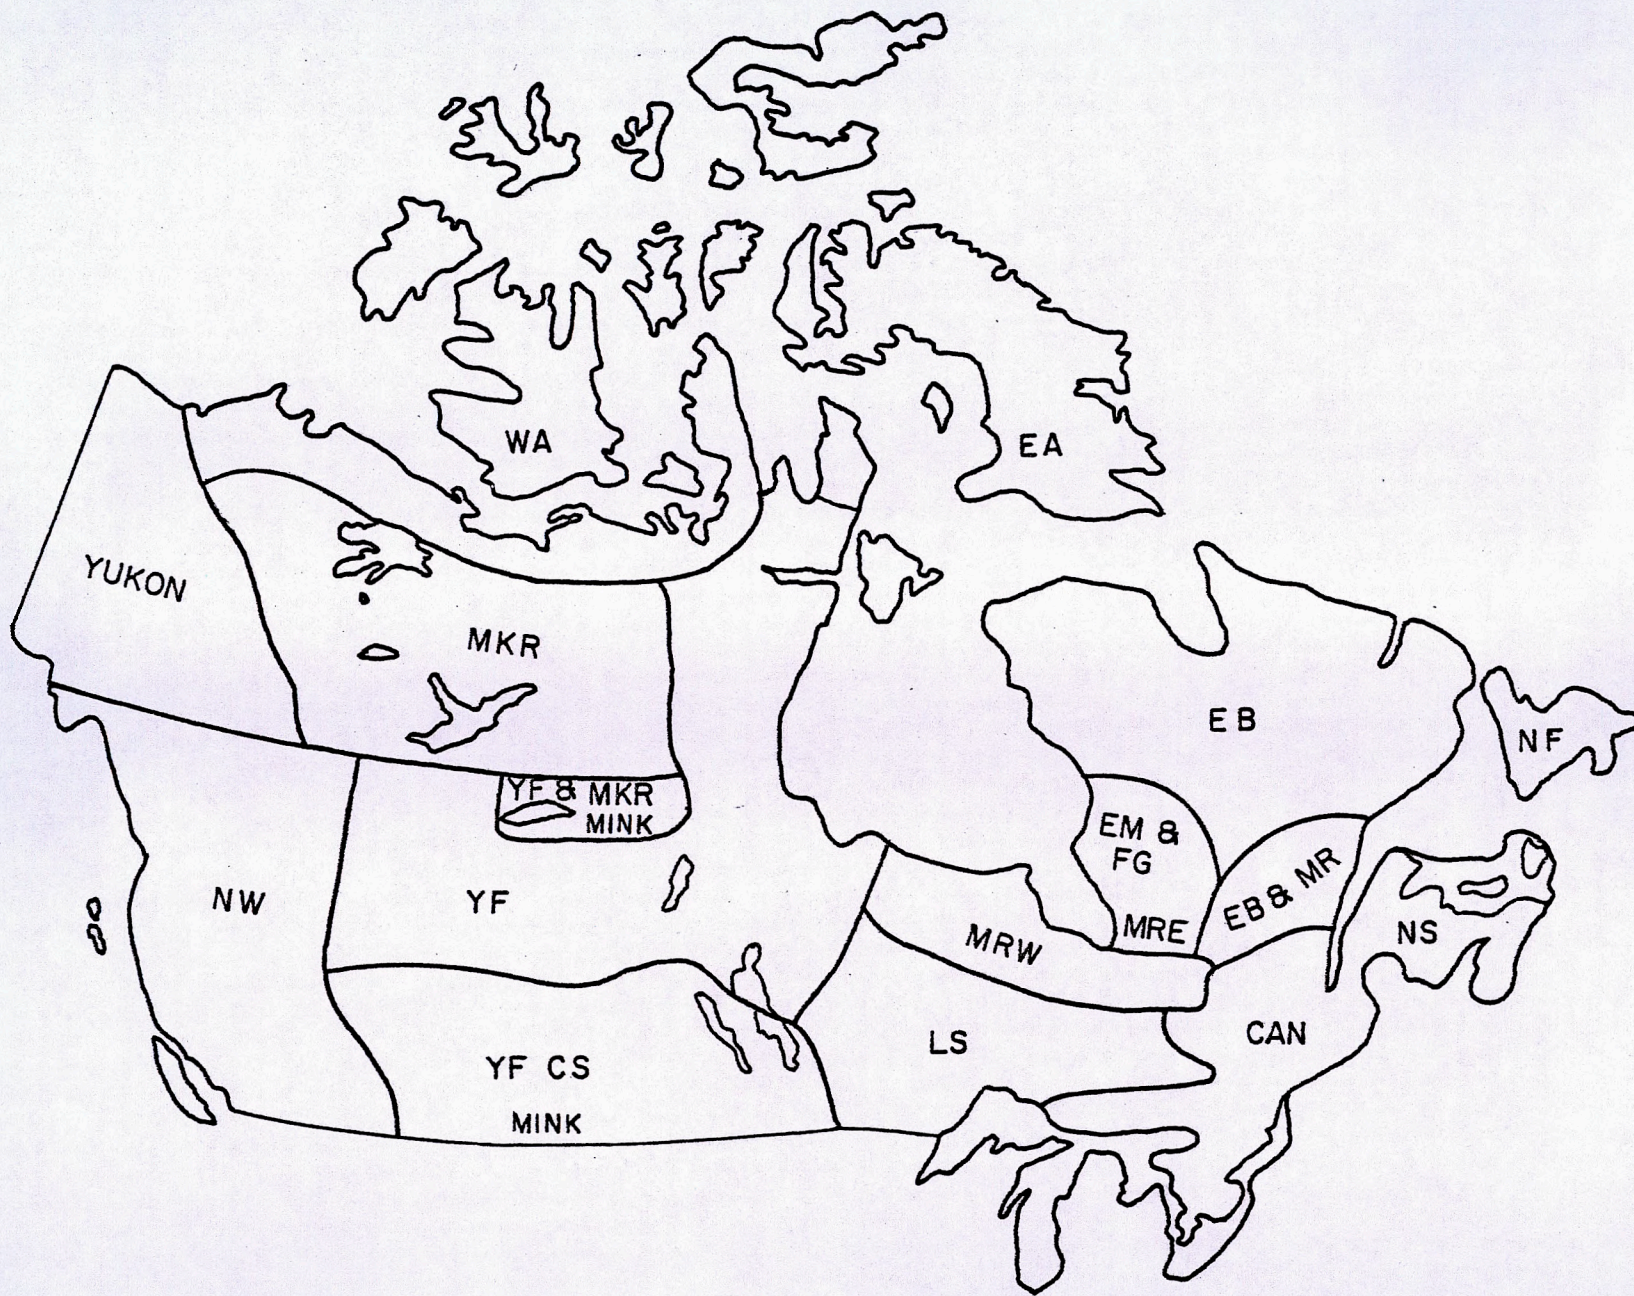 WA
EA
YUKON
MKR
EB
NF
YF & MKR
MINK
EM &
FG
MRE
EB & MR
NW
YF
MRW
NS
LS
CAN
YF CS
MINK